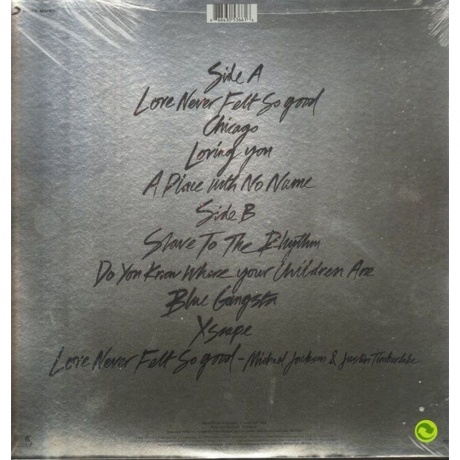 Side A
Love Never Felt So good
Chicago
Loving you
A Place with No Name
Side B
Slave To The Rhythm
Do You Know Where your Children Are
Blue Gangsta
Xscape
Love Never Felt So good - Michael Jackson & Justin Timberlake